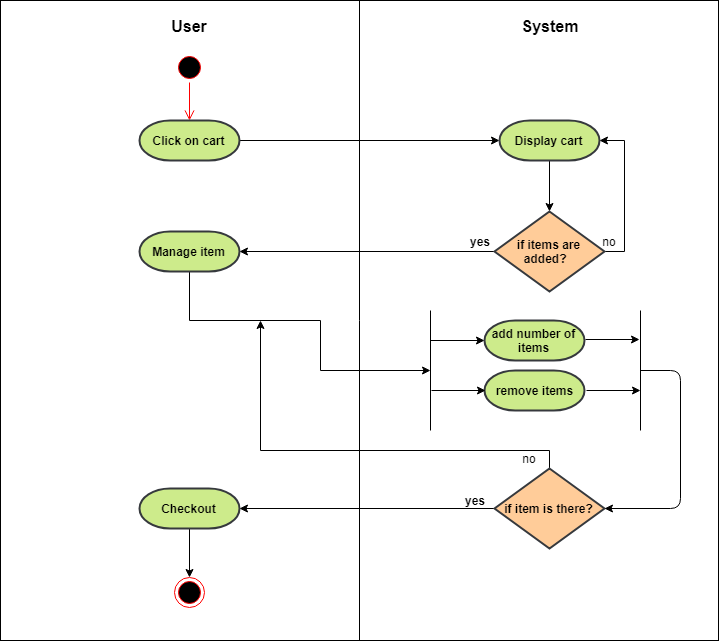 User
System
Click on cart
Display cart
Manage item
yes
if items are
added?
no
add number of
items
remove items
no
Checkout
yes
if item is there?